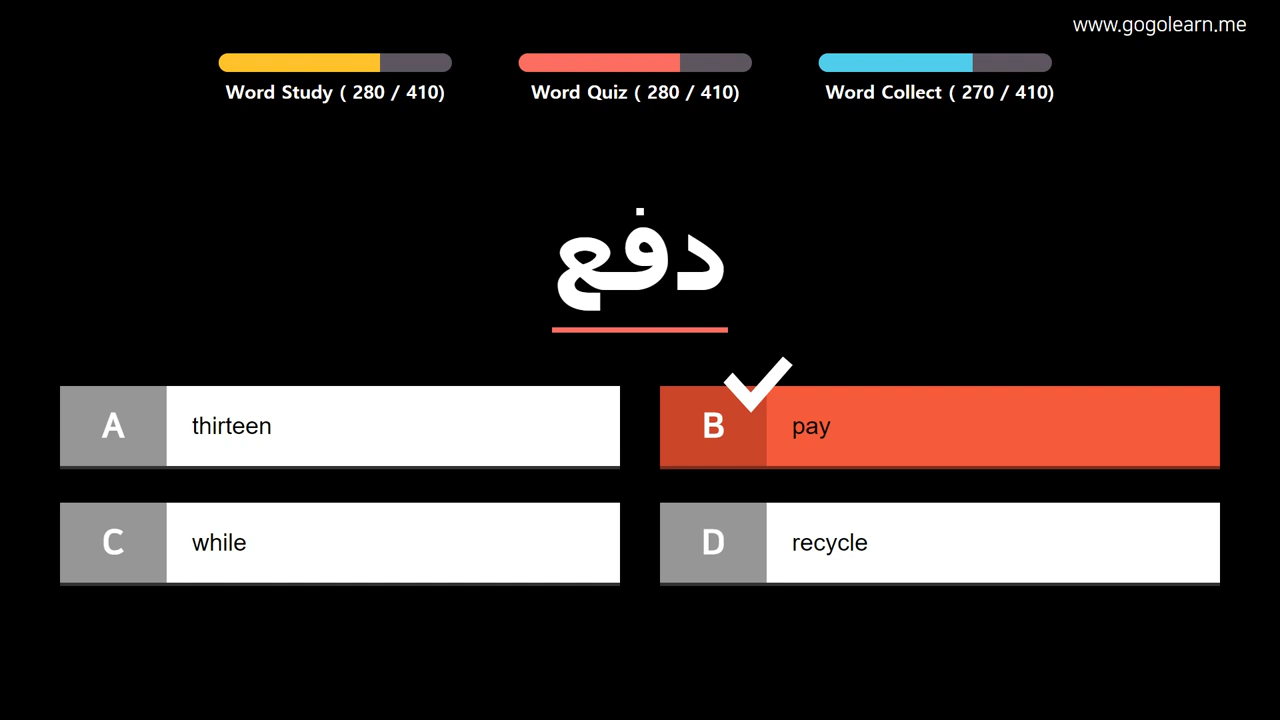 www.gogolearn.me
Word Study ( 280 / 410)
Word Quiz ( 280 / 410)
Word Collect ( 270 / 410)
دفع
A thirteen
B pay
C while
D recycle